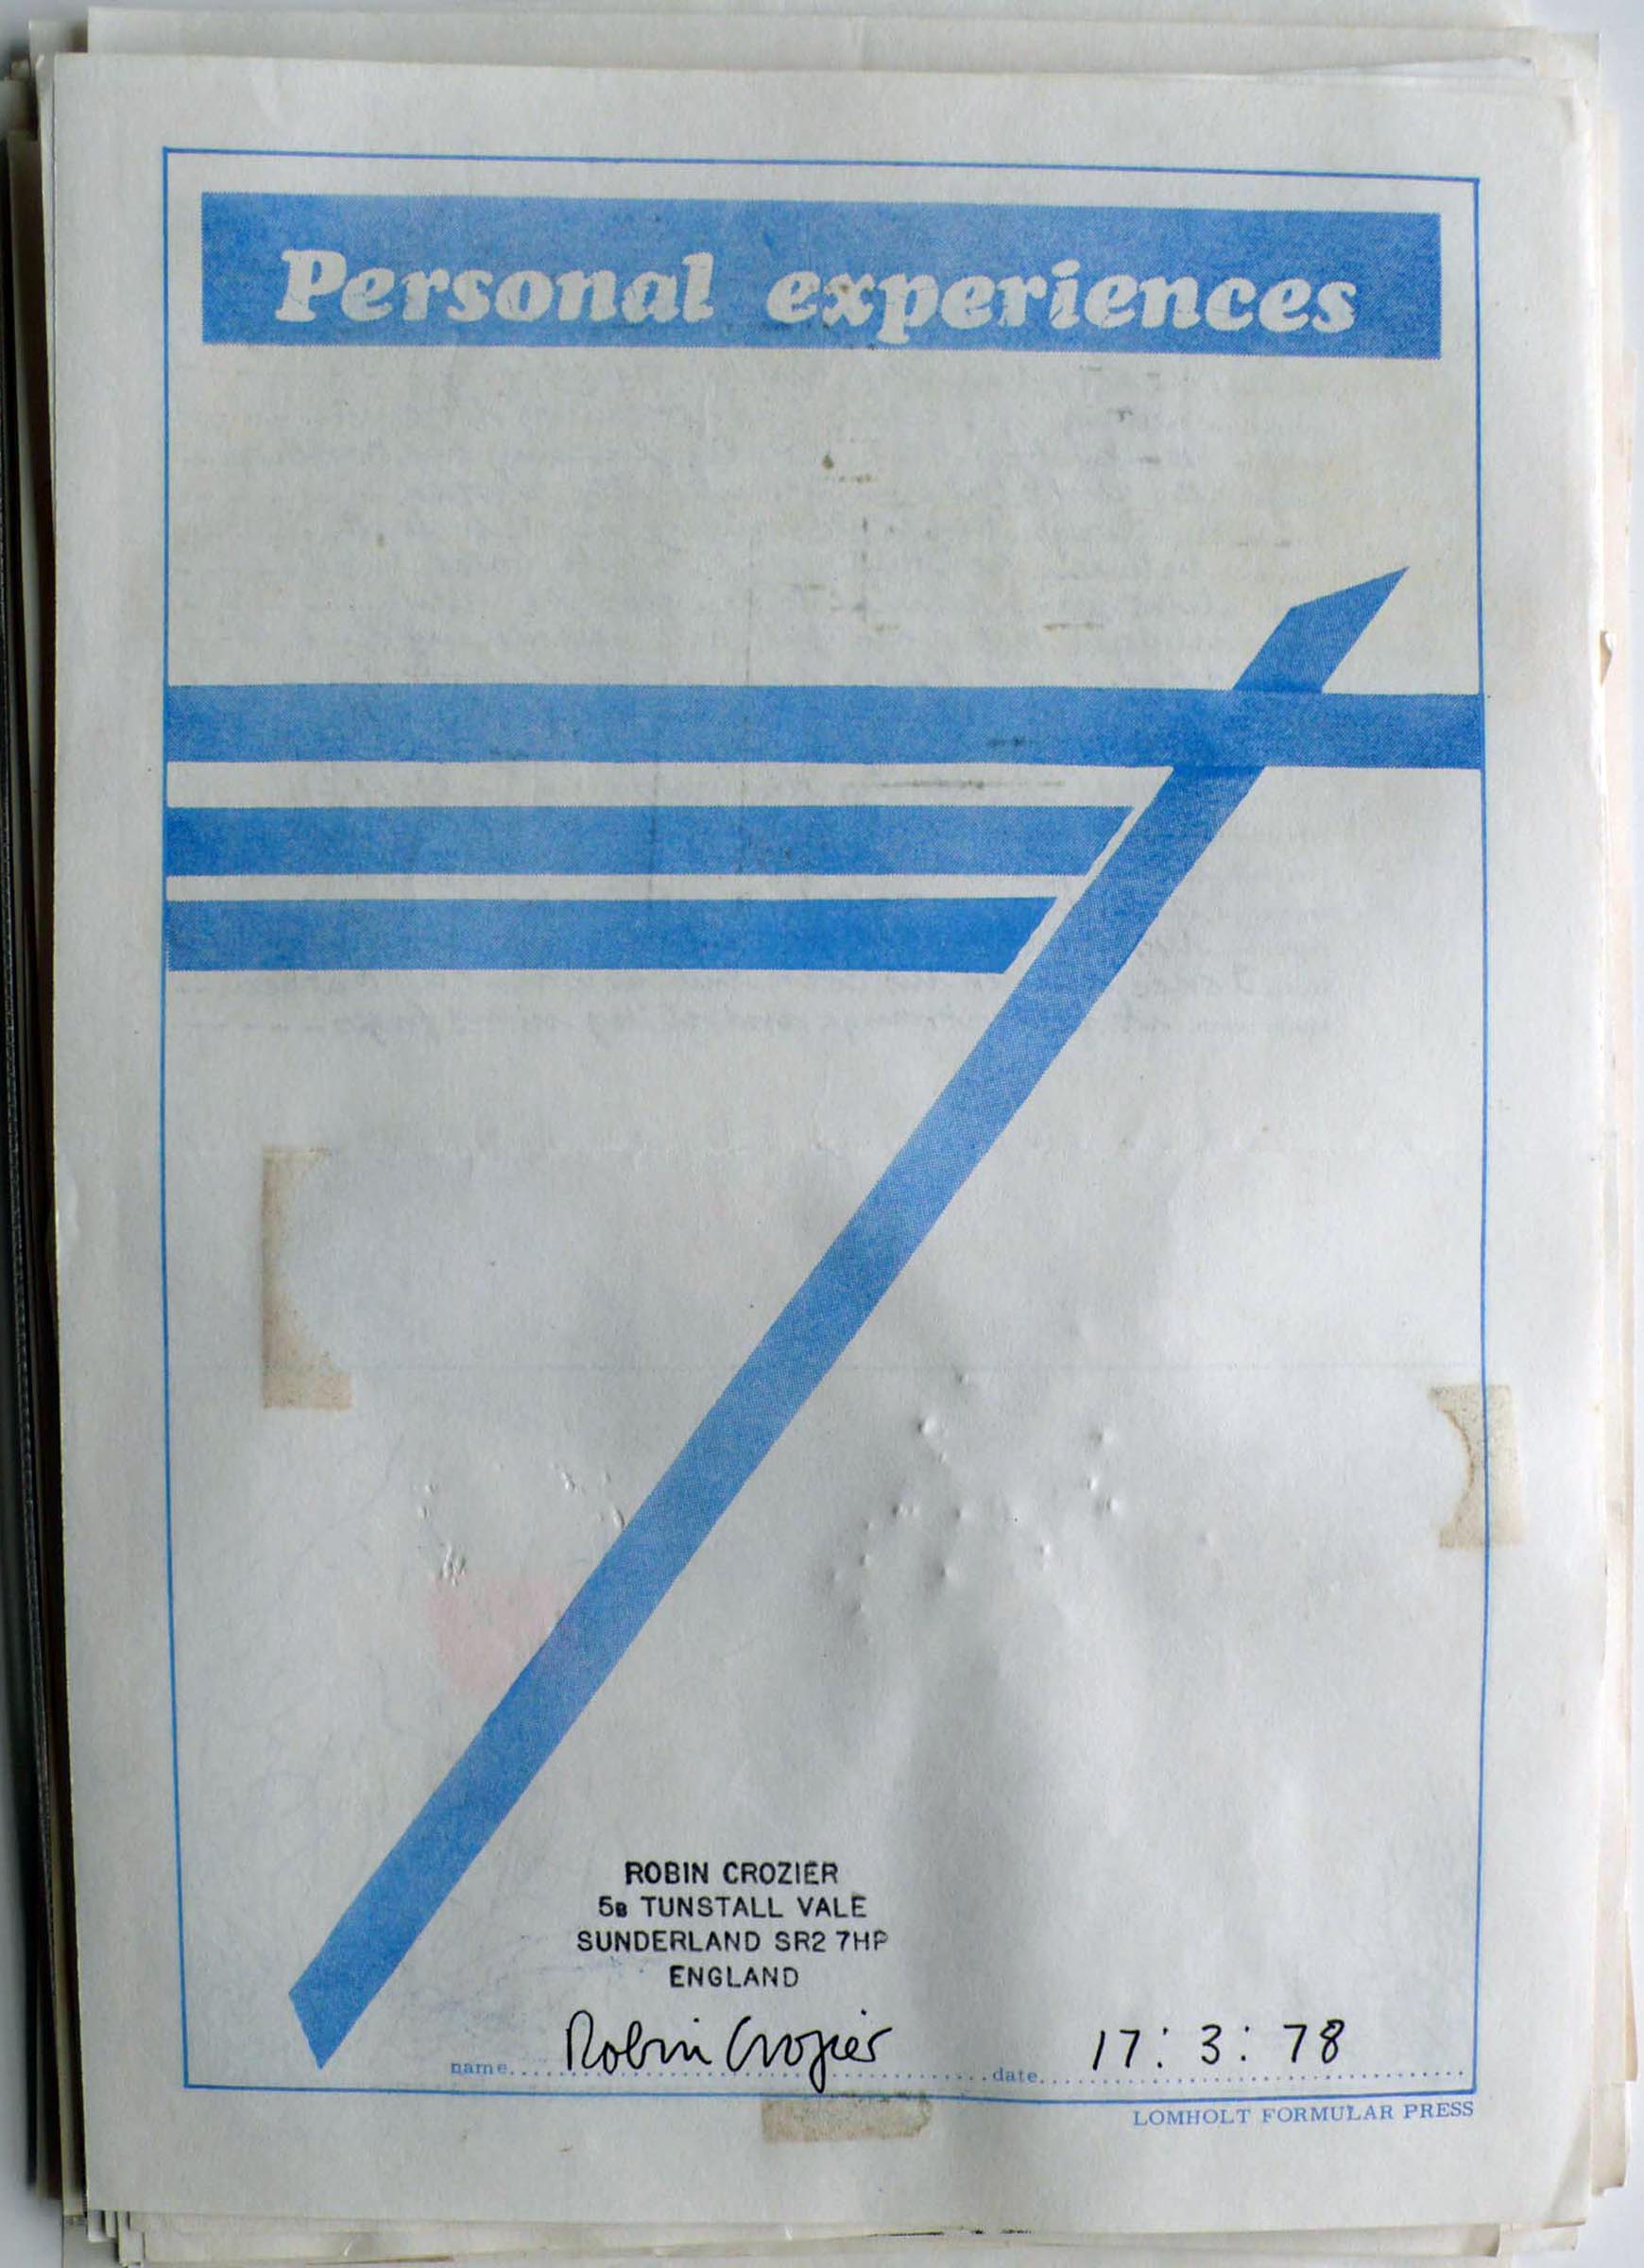 Personal experiences
ROBIN CROZIER
5B TUNSTALL VALE
SUNDERLAND SR2 7HP
ENGLAND
name.... Robin Crozier ....date.... 17:3:78
LOMHOLT FORMULAR PRESS